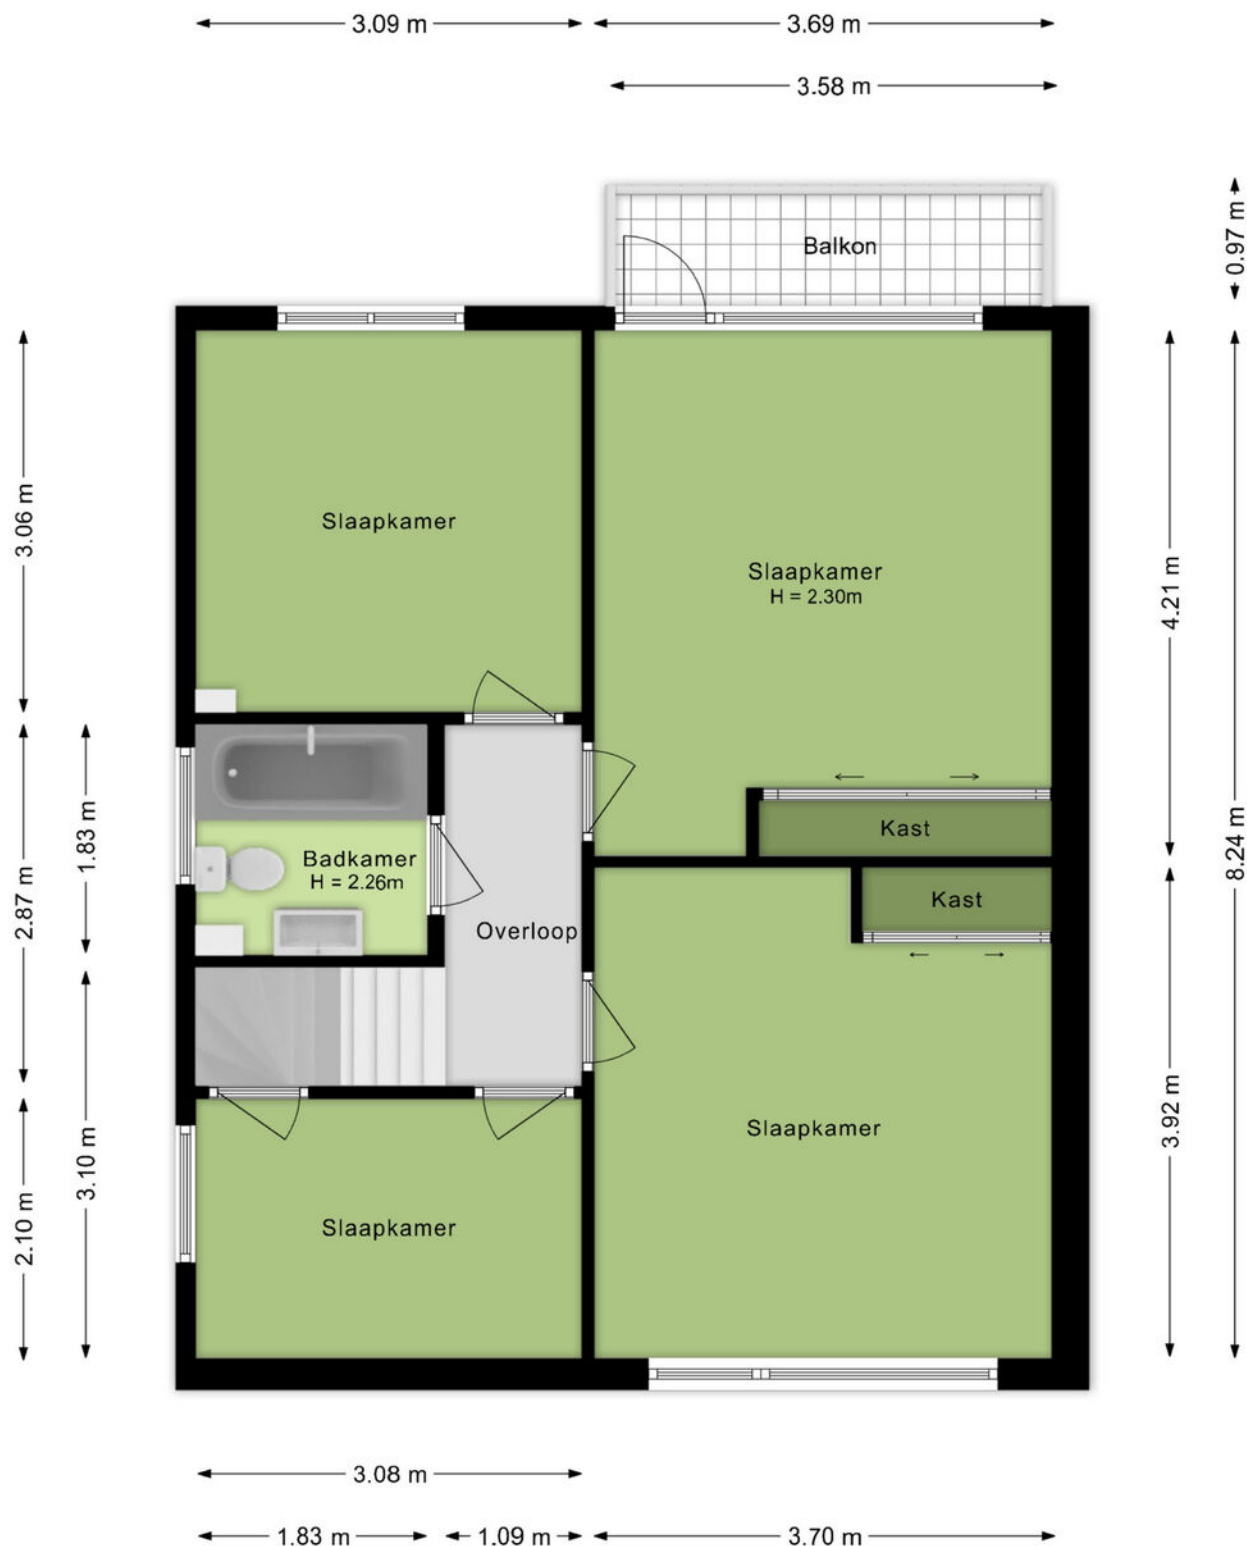 3.09 m
3.69 m
3.58 m
0.97 m
Balkon
3.06 m
Slaapkamer
Slaapkamer
H = 2.30m
4.21 m
8.24 m
2.87 m
1.83 m
Badkamer
H = 2.26m
Kast
Kast
Overloop
3.10 m
2.10 m
Slaapkamer
Slaapkamer
3.92 m
3.08 m
1.83 m
1.09 m
3.70 m